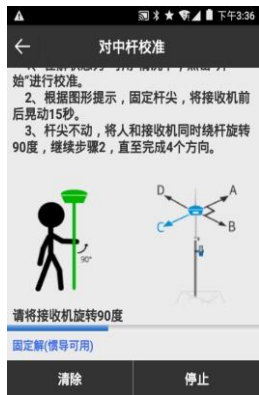 下午3:36
对中杆校准
始"进行校准。
2、根据图形提示，固定杆尖，将接收机前
后晃动15秒。
3、杆尖不动，将人和接收机同时绕杆旋转
90度，继续步骤2，直至完成4个方向。
D
A
C
B
90°
请将接收机旋转90度
固定解(惯导可用)
清除
停止